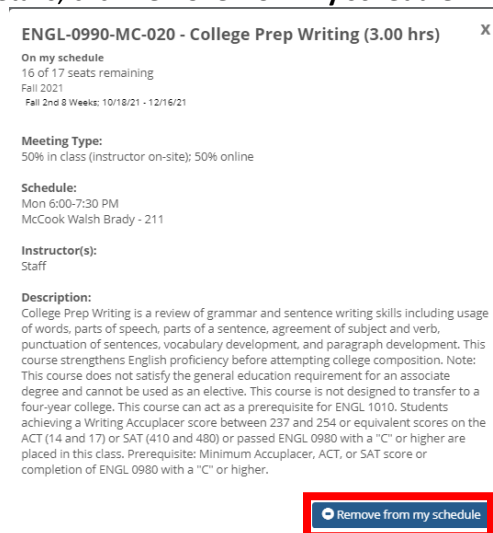 ENGL-0990-MC-020 - College Prep Writing (3.00 hrs) X
On my schedule
16 of 17 seats remaining
Fall 2021
Fall 2nd 8 Weeks; 10/18/21 - 12/16/21
Meeting Type:
50% in class (instructor on-site); 50% online
Schedule:
Mon 6:00-7:30 PM
McCook Walsh Brady - 211
Instructor(s):
Staff
Description:
College Prep Writing is a review of grammar and sentence writing skills including usage
of words, parts of speech, parts of a sentence, agreement of subject and verb,
punctuation of sentences, vocabulary development, and paragraph development. This
course strengthens English proficiency before attempting college composition. Note:
This course does not satisfy the general education requirement for an associate
degree and cannot be used as an elective. This course is not designed to transfer to a
four-year college. This course can act as a prerequisite for ENGL 1010. Students
achieving a Writing Accuplacer score between 237 and 254 or equivalent scores on the
ACT (14 and 17) or SAT (410 and 480) or passed ENGL 0980 with a "C" or higher are
placed in this class. Prerequisite: Minimum Accuplacer, ACT, or SAT score or
completion of ENGL 0980 with a "C" or higher.
Remove from my schedule